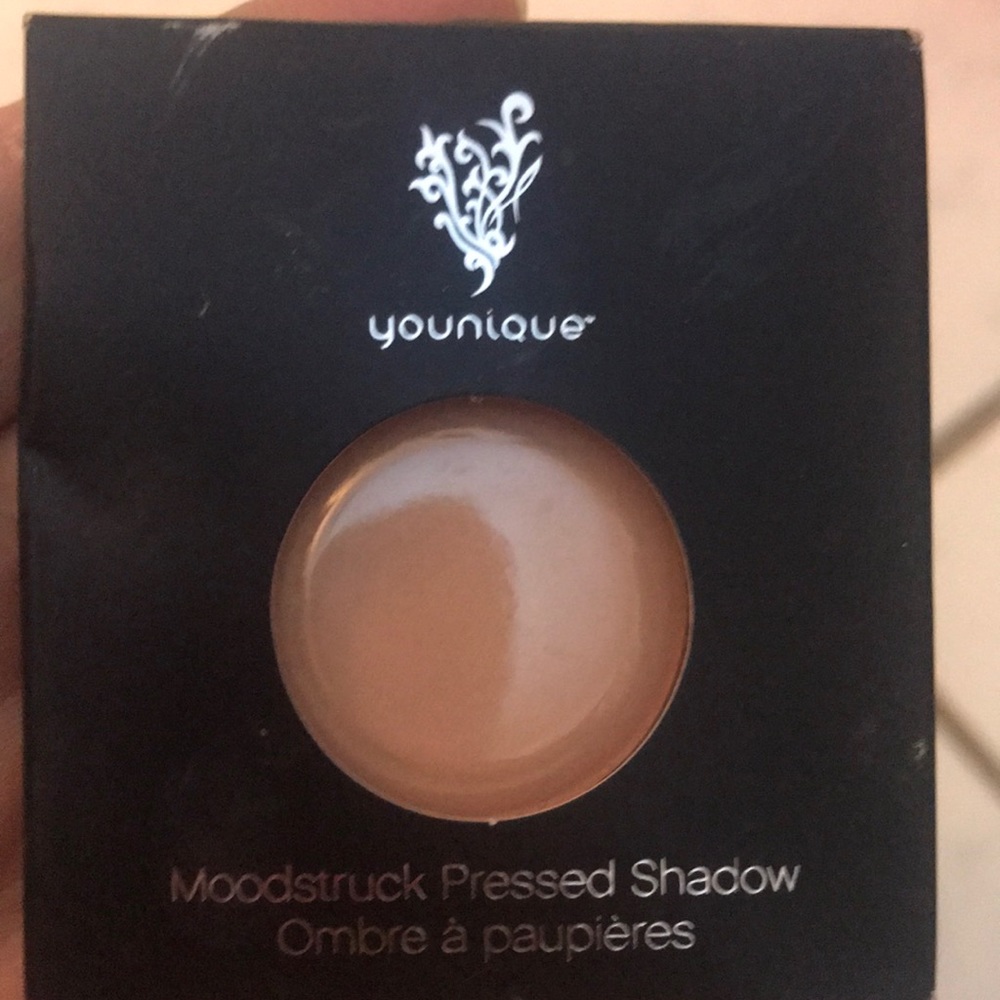 younique
Moodstruck Pressed Shadow
Ombre à paupières